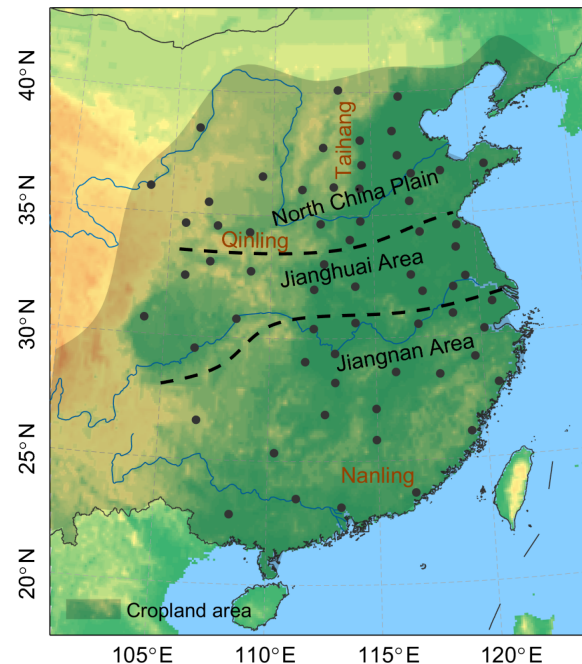 40°N
35°N
30°N
25°N
20°N
Taihang
North China Plain
Qinling
Jianghuai Area
Jiangnan Area
Nanling
Cropland area
105°E
110°E
115°E
120°E